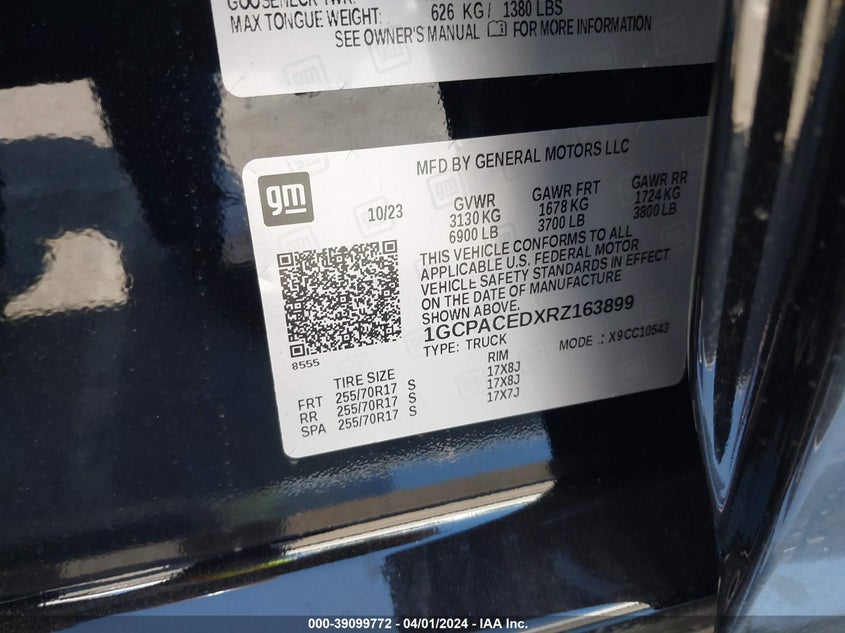 MAX TONGUE WEIGHT: 626 KG / 1380 LBS
SEE OWNER'S MANUAL FOR MORE INFORMATION
MFD BY GENERAL MOTORS LLC
gm
10/23
GVWR GAWR FRT GAWR RR
3130 KG 1678 KG 1724 KG
6900 LB 3700 LB 3800 LB
THIS VEHICLE CONFORMS TO ALL
APPLICABLE U.S. FEDERAL MOTOR
VEHICLE SAFETY STANDARDS IN EFFECT
ON THE DATE OF MANUFACTURE
SHOWN ABOVE.
1GCPACEDXRZ163899
TYPE: TRUCK MODE .: X9CC10543
8555
TIRE SIZE RIM
FRT 255/70R17 S 17X8J
RR 255/70R17 S 17X8J
SPA 255/70R17 S 17X7J
000-39099772 - 04/01/2024 - IAA Inc.